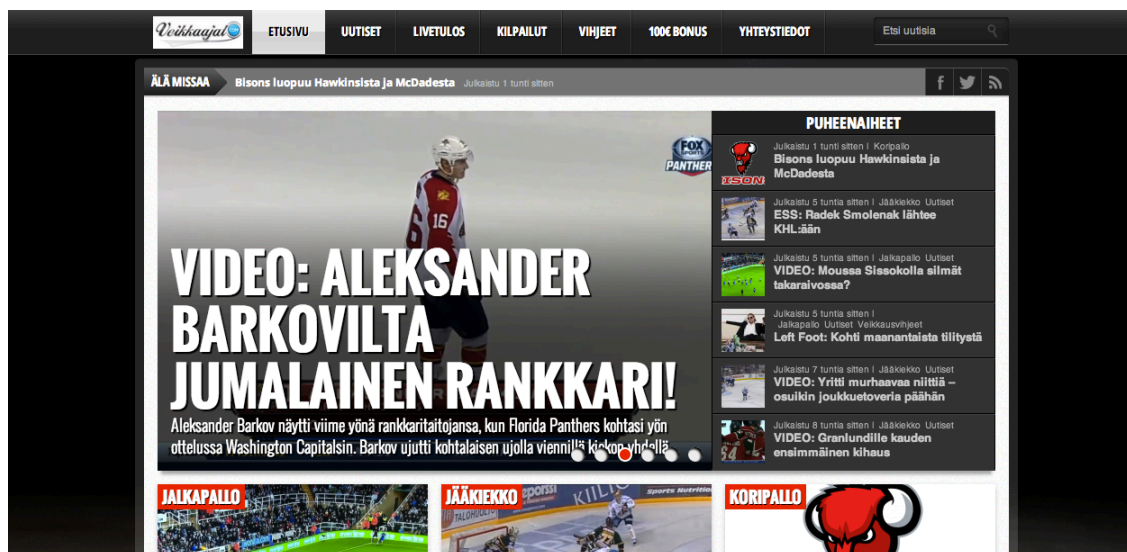 Veikkaajat
ETUSIVU
UUTISET
LIVETULOS
KILPAILUT
VIHJEET
100€ BONUS
YHTEYSTIEDOT
Etsi uutisia
ÄLÄ MISSAA
Bisons luopuu Hawkinsista ja McDadesta Julkaistu 1 tunti sitten
FOX
SPORTS
PANTHER
16
VIDEO: ALEKSANDER
BARKOVILTA
JUMALAINEN RANKKARI!
Aleksander Barkov näytti viime yönä rankkaritaitojansa, kun Florida Panthers kohtasi yön
ottelussa Washington Capitalsin. Barkov ujutti kohtalaisen ujolla viennillä kiekon yhdellä
PUHEENAIHEET
Julkaistu 1 tunti sitten | Koripallo
Bisons luopuu Hawkinsista ja
McDadesta
Julkaistu 5 tuntia sitten | Jääkiekko Uutiset
ESS: Radek Smolenak lähtee
KHL:ään
Julkaistu 5 tuntia sitten | Jalkapallo Uutiset
VIDEO: Moussa Sissokolla silmät
takaraivossa?
Julkaistu 5 tuntia sitten |
Jalkapallo Uutiset Veikkausvihjeet
Left Foot: Kohti maanantaista tilitystä
Julkaistu 7 tuntia sitten | Jääkiekko Uutiset
VIDEO: Yritti murhaavaa niittiä –
osuikin joukkuetoveria päähän
Julkaistu 8 tuntia sitten | Jääkiekko Uutiset
VIDEO: Granlundille kauden
ensimmäinen kihaus
JALKAPALLO
JÄÄKIEKKO
KORIPALLO